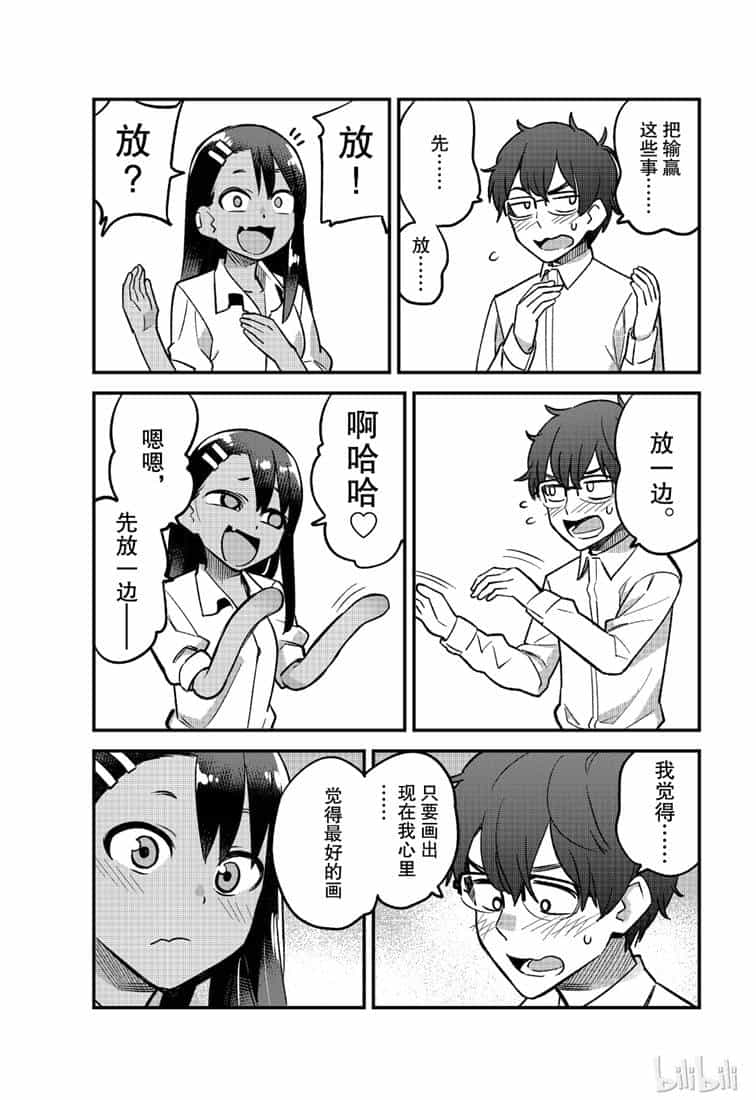 把输赢
这些事……
先……
放……
放！
放？
放一边。
啊哈哈♡
嗯嗯，
先放一边——
我觉得……
只要画出
现在我心里
……
觉得最好的画
bilibili